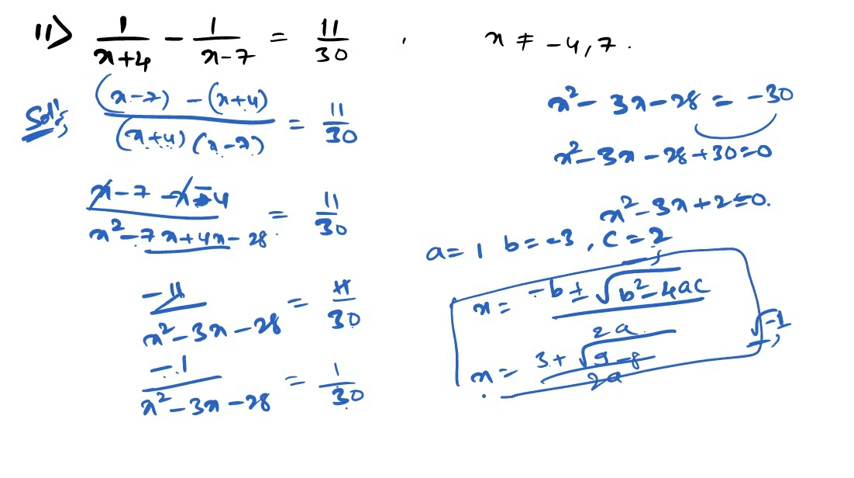 11> 1/(x+4) - 1/(x-7) = 11/30 , x ≠ -4, 7.
Sol: ((x-7) - (x+4))/((x+4)(x-7)) = 11/30
(x-7-x-4)/(x²-7x+4x-28) = 11/30
-11/(x²-3x-28) = 11/30
-1/(x²-3x-28) = 1/30
x²-3x-28 = -30
x²-3x-28+30=0
x²-3x+2=0.
a=1 b=-3, c=2
x = (-b ± √(b²-4ac))/2a
x = (3+√(9-8))/2a
√-1